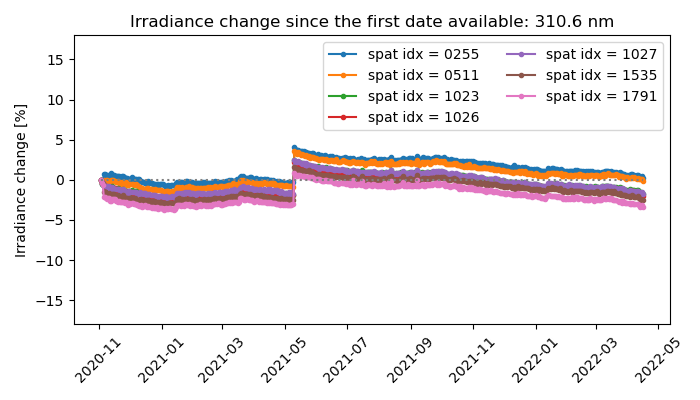 Irradiance change since the first date available: 310.6 nm
Irradiance change [%]
15
10
5
0
−5
−10
−15
spat idx = 0255
spat idx = 0511
spat idx = 1023
spat idx = 1026
spat idx = 1027
spat idx = 1535
spat idx = 1791
2020-11
2021-01
2021-03
2021-05
2021-07
2021-09
2021-11
2022-01
2022-03
2022-05